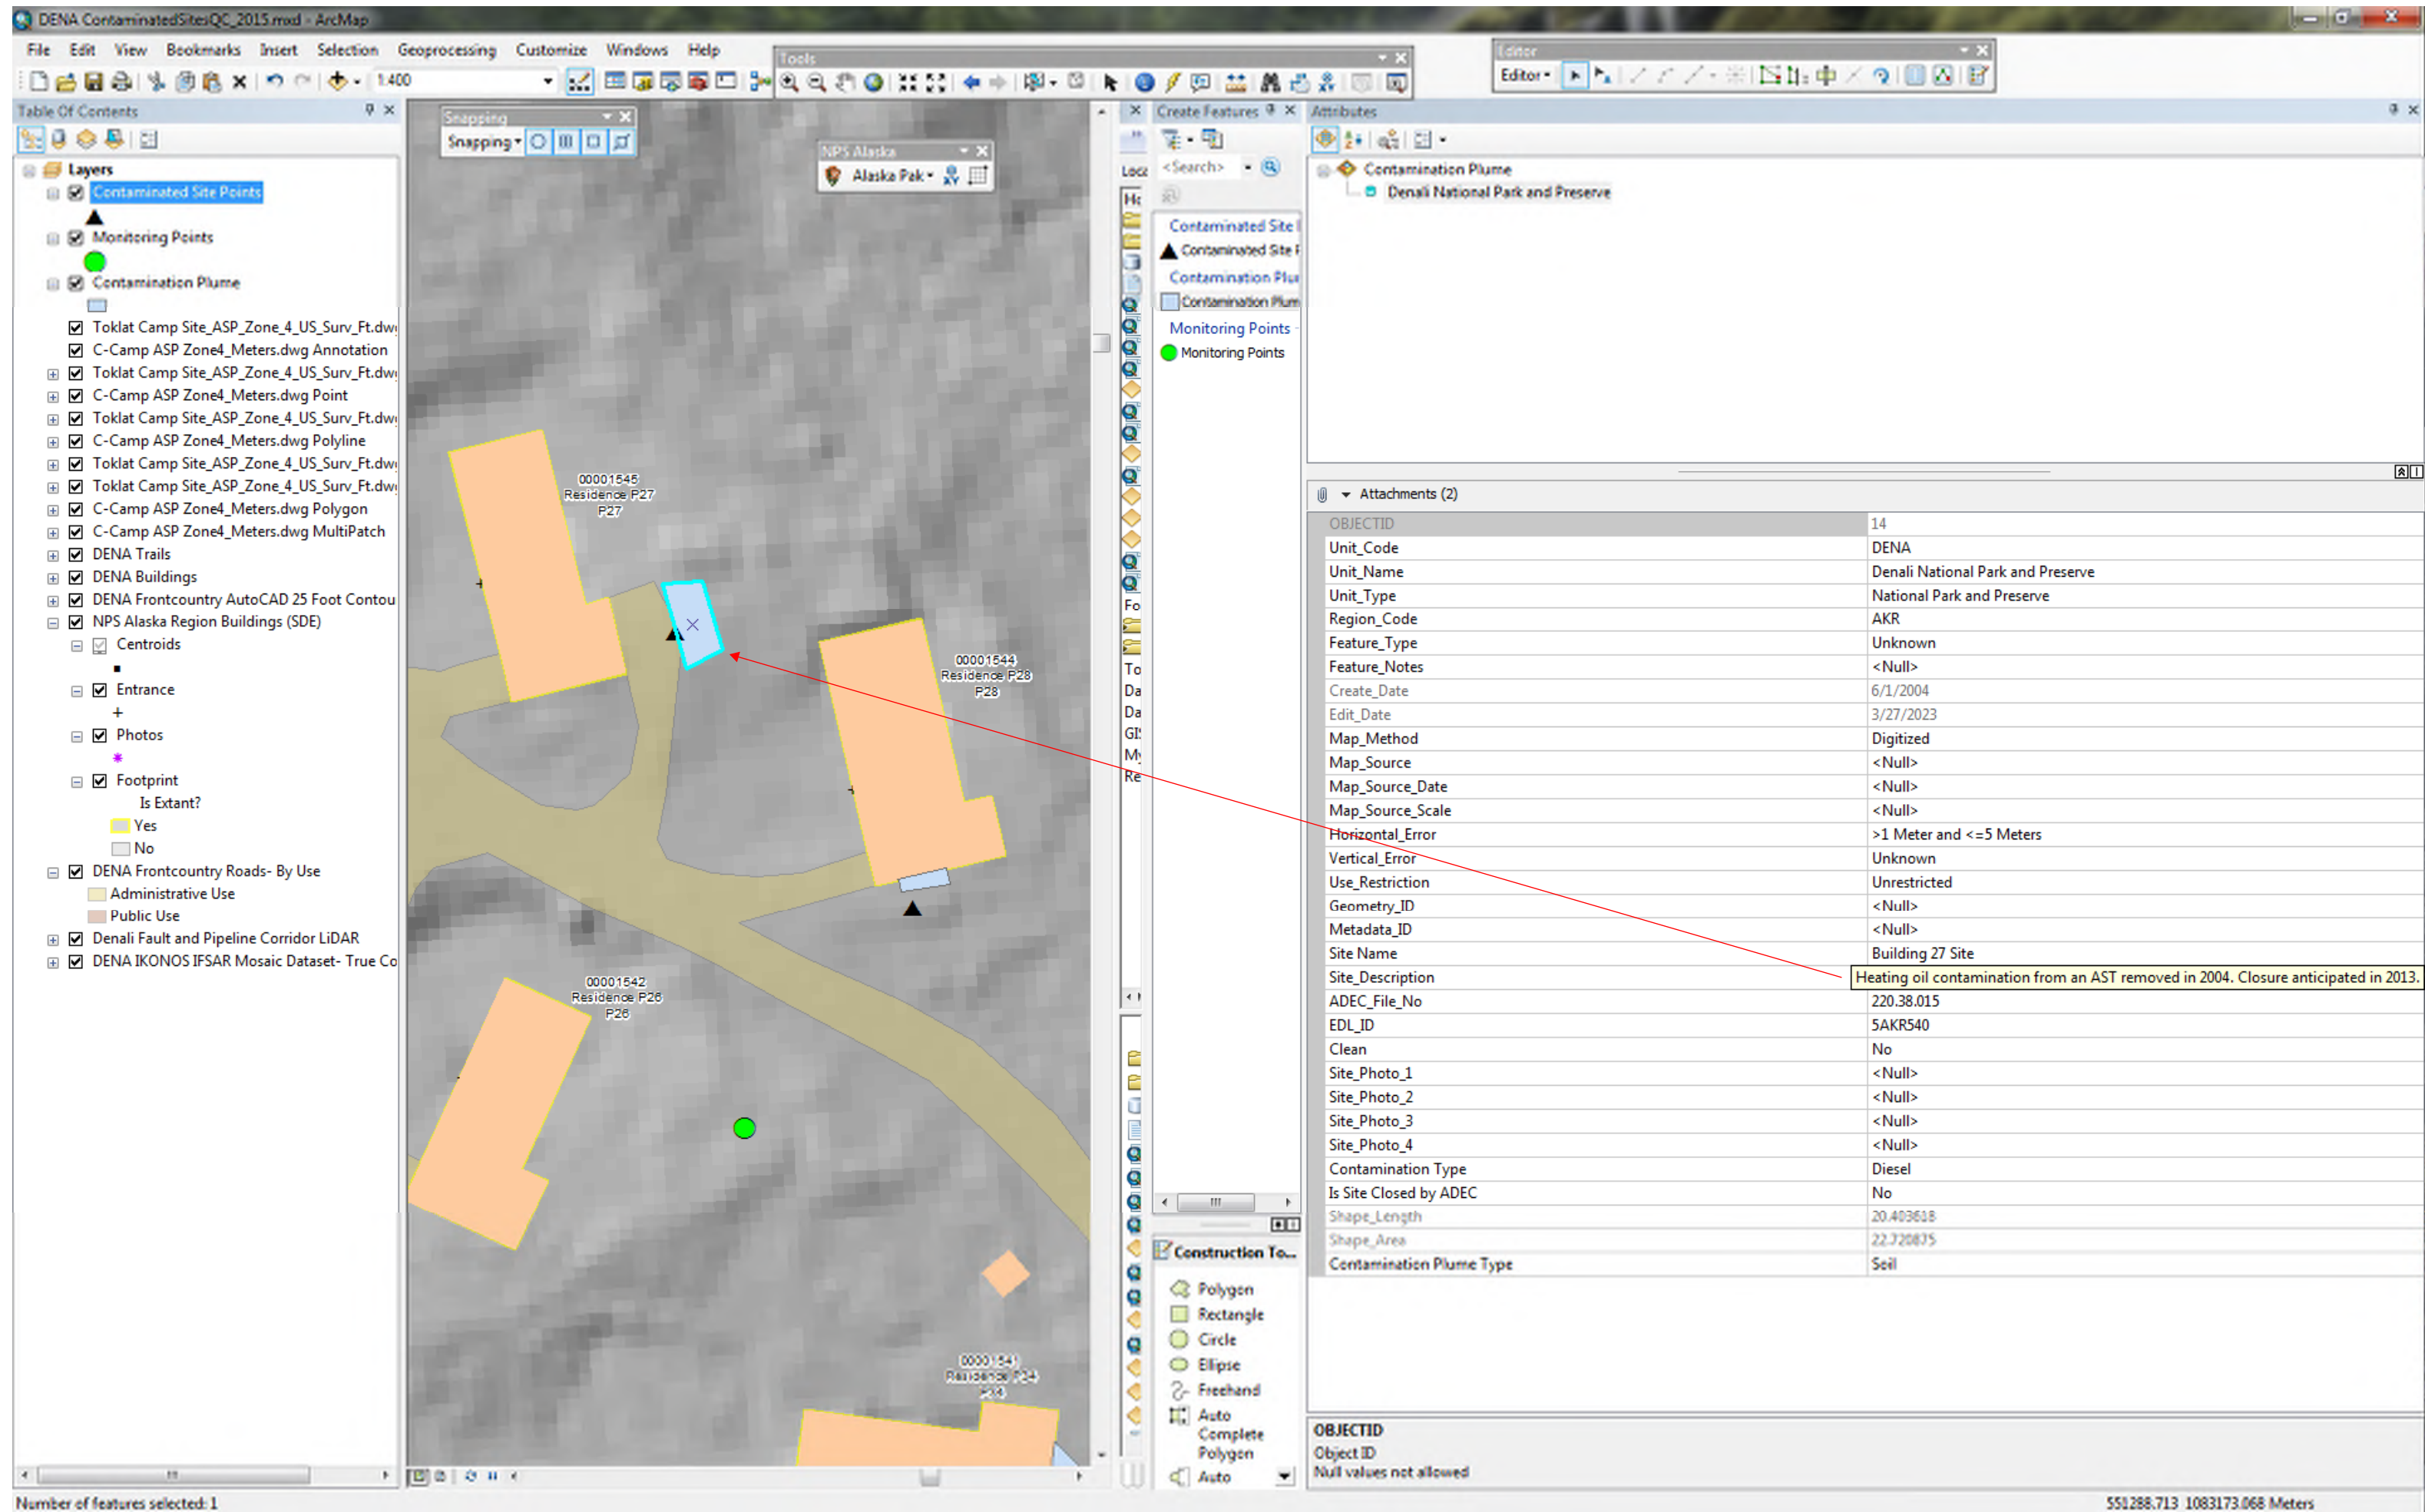 DENA ContaminatedSitesQC_2015.mxd - ArcMap
File Edit View Bookmarks Insert Selection Geoprocessing Customize Windows Help
Tools
Editor
1:400
Editor
Table Of Contents
Snapping
Snapping
NPS Alaska
Alaska Pak
Create Features
Attributes
<Search>
Layers
Contaminated Site Points
Monitoring Points
Contamination Plume
Toklat Camp Site_ASP_Zone_4_US_Surv_Ft.dw
C-Camp ASP Zone4_Meters.dwg Annotation
Toklat Camp Site_ASP_Zone_4_US_Surv_Ft.dw
C-Camp ASP Zone4_Meters.dwg Point
Toklat Camp Site_ASP_Zone_4_US_Surv_Ft.dw
C-Camp ASP Zone4_Meters.dwg Polyline
Toklat Camp Site_ASP_Zone_4_US_Surv_Ft.dw
Toklat Camp Site_ASP_Zone_4_US_Surv_Ft.dw
C-Camp ASP Zone4_Meters.dwg Polygon
C-Camp ASP Zone4_Meters.dwg MultiPatch
DENA Trails
DENA Buildings
DENA Frontcountry AutoCAD 25 Foot Contou
NPS Alaska Region Buildings (SDE)
Centroids
Entrance
Photos
Footprint
Is Extant?
Yes
No
DENA Frontcountry Roads- By Use
Administrative Use
Public Use
Denali Fault and Pipeline Corridor LiDAR
DENA IKONOS IFSAR Mosaic Dataset- True Co
00001545
Residence P27
P27
00001544
Residence P28
P28
00001542
Residence P26
P26
00001541
Residence P24
P24
Loca
Ho
Fo
To
Da
Da
GIS
My
Re
Contaminated Site
Contaminated Site
Contamination Plu
Contamination Plum
Monitoring Points
Monitoring Points
Construction To...
Polygon
Rectangle
Circle
Ellipse
Freehand
Auto
Complete
Polygon
Auto
Contamination Plume
Denali National Park and Preserve
Attachments (2)
OBJECTID 14
Unit_Code DENA
Unit_Name Denali National Park and Preserve
Unit_Type National Park and Preserve
Region_Code AKR
Feature_Type Unknown
Feature_Notes <Null>
Create_Date 6/1/2004
Edit_Date 3/27/2023
Map_Method Digitized
Map_Source <Null>
Map_Source_Date <Null>
Map_Source_Scale <Null>
Horizontal_Error >1 Meter and <=5 Meters
Vertical_Error Unknown
Use_Restriction Unrestricted
Geometry_ID <Null>
Metadata_ID <Null>
Site Name Building 27 Site
Site_Description Heating oil contamination from an AST removed in 2004. Closure anticipated in 2013.
ADEC_File_No 220.38.015
EDL_ID 5AKR540
Clean No
Site_Photo_1 <Null>
Site_Photo_2 <Null>
Site_Photo_3 <Null>
Site_Photo_4 <Null>
Contamination Type Diesel
Is Site Closed by ADEC No
Shape_Length 20.403618
Shape_Area 22.720875
Contamination Plume Type Soil
OBJECTID
Object ID
Null values not allowed
Number of features selected: 1
551288.713 1083173.068 Meters